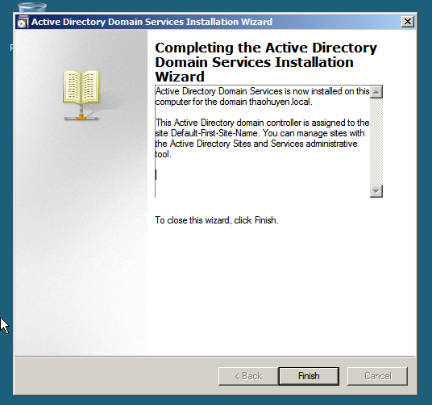 Active Directory Domain Services Installation Wizard
Completing the Active Directory
Domain Services Installation
Wizard
Active Directory Domain Services is now installed on this
computer for the domain thaohuyen.local.
This Active Directory domain controller is assigned to the
site Default-First-Site-Name. You can manage sites with
the Active Directory Sites and Services administrative
tool.
To close this wizard, click Finish.
< Back
Finish
Cancel